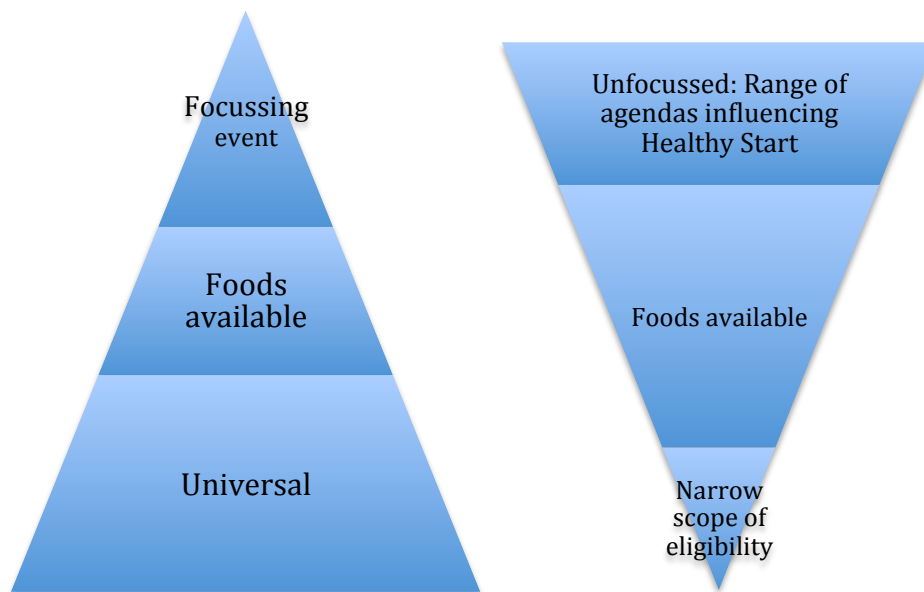 Focussing
event
Foods
available
Universal
Unfocussed: Range of
agendas influencing
Healthy Start
Foods available
Narrow
scope of
eligibility